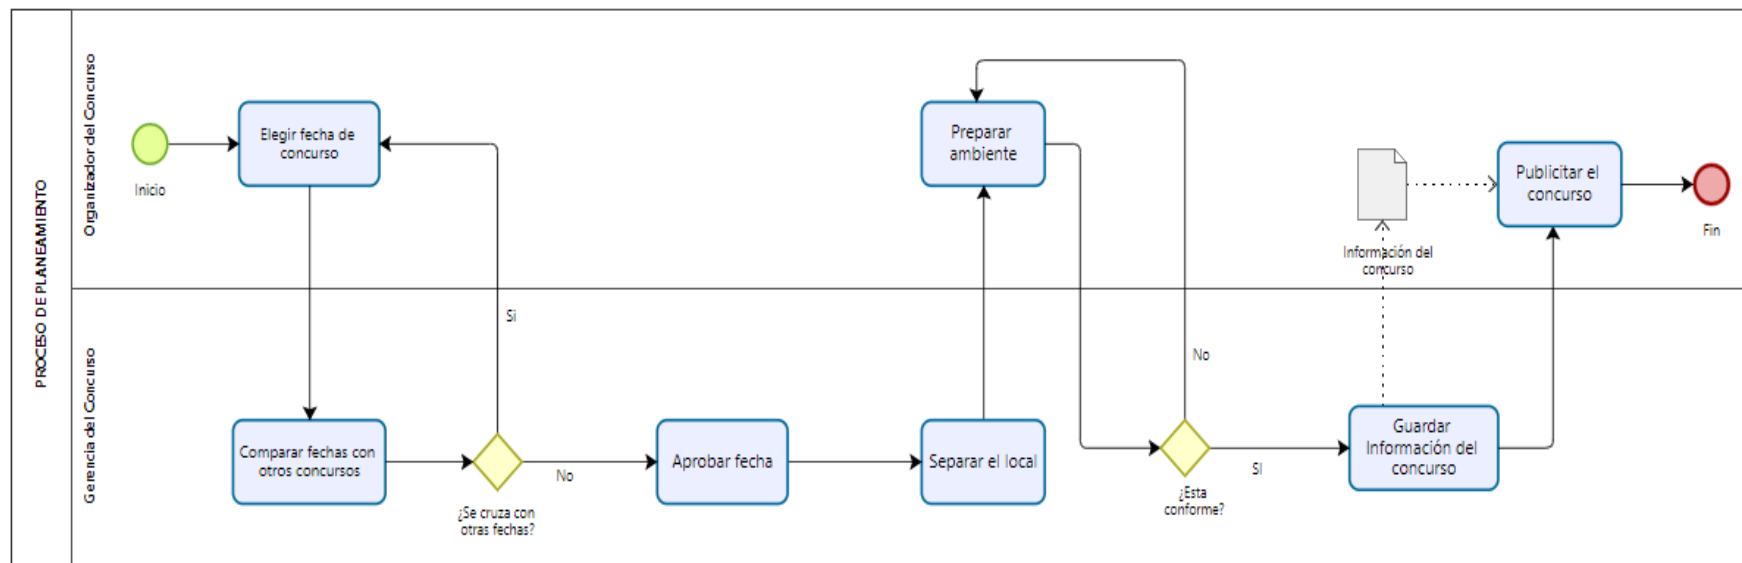 PROCESO DE PLANEAMIENTO
Organizador del Concurso
Inicio
Elegir fecha de
concurso
Preparar
ambiente
Información del
concurso
Publicitar el
concurso
Fin
Gerencia del Concurso
Comparar fechas con
otros concursos
Si
¿Se cruza con
otras fechas?
No
Aprobar fecha
Separar el local
No
¿Esta
conforme?
SI
Guardar
Información del
concurso